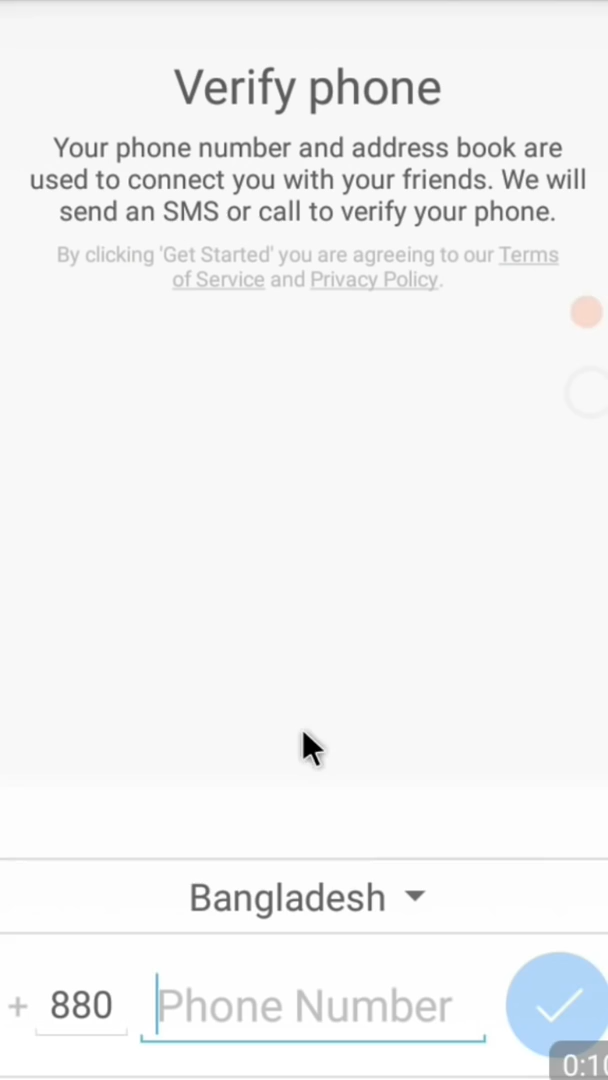 Verify phone
Your phone number and address book are
used to connect you with your friends. We will
send an SMS or call to verify your phone.
By clicking 'Get Started' you are agreeing to our Terms
of Service and Privacy Policy.
Bangladesh
+ 880 Phone Number
0:10